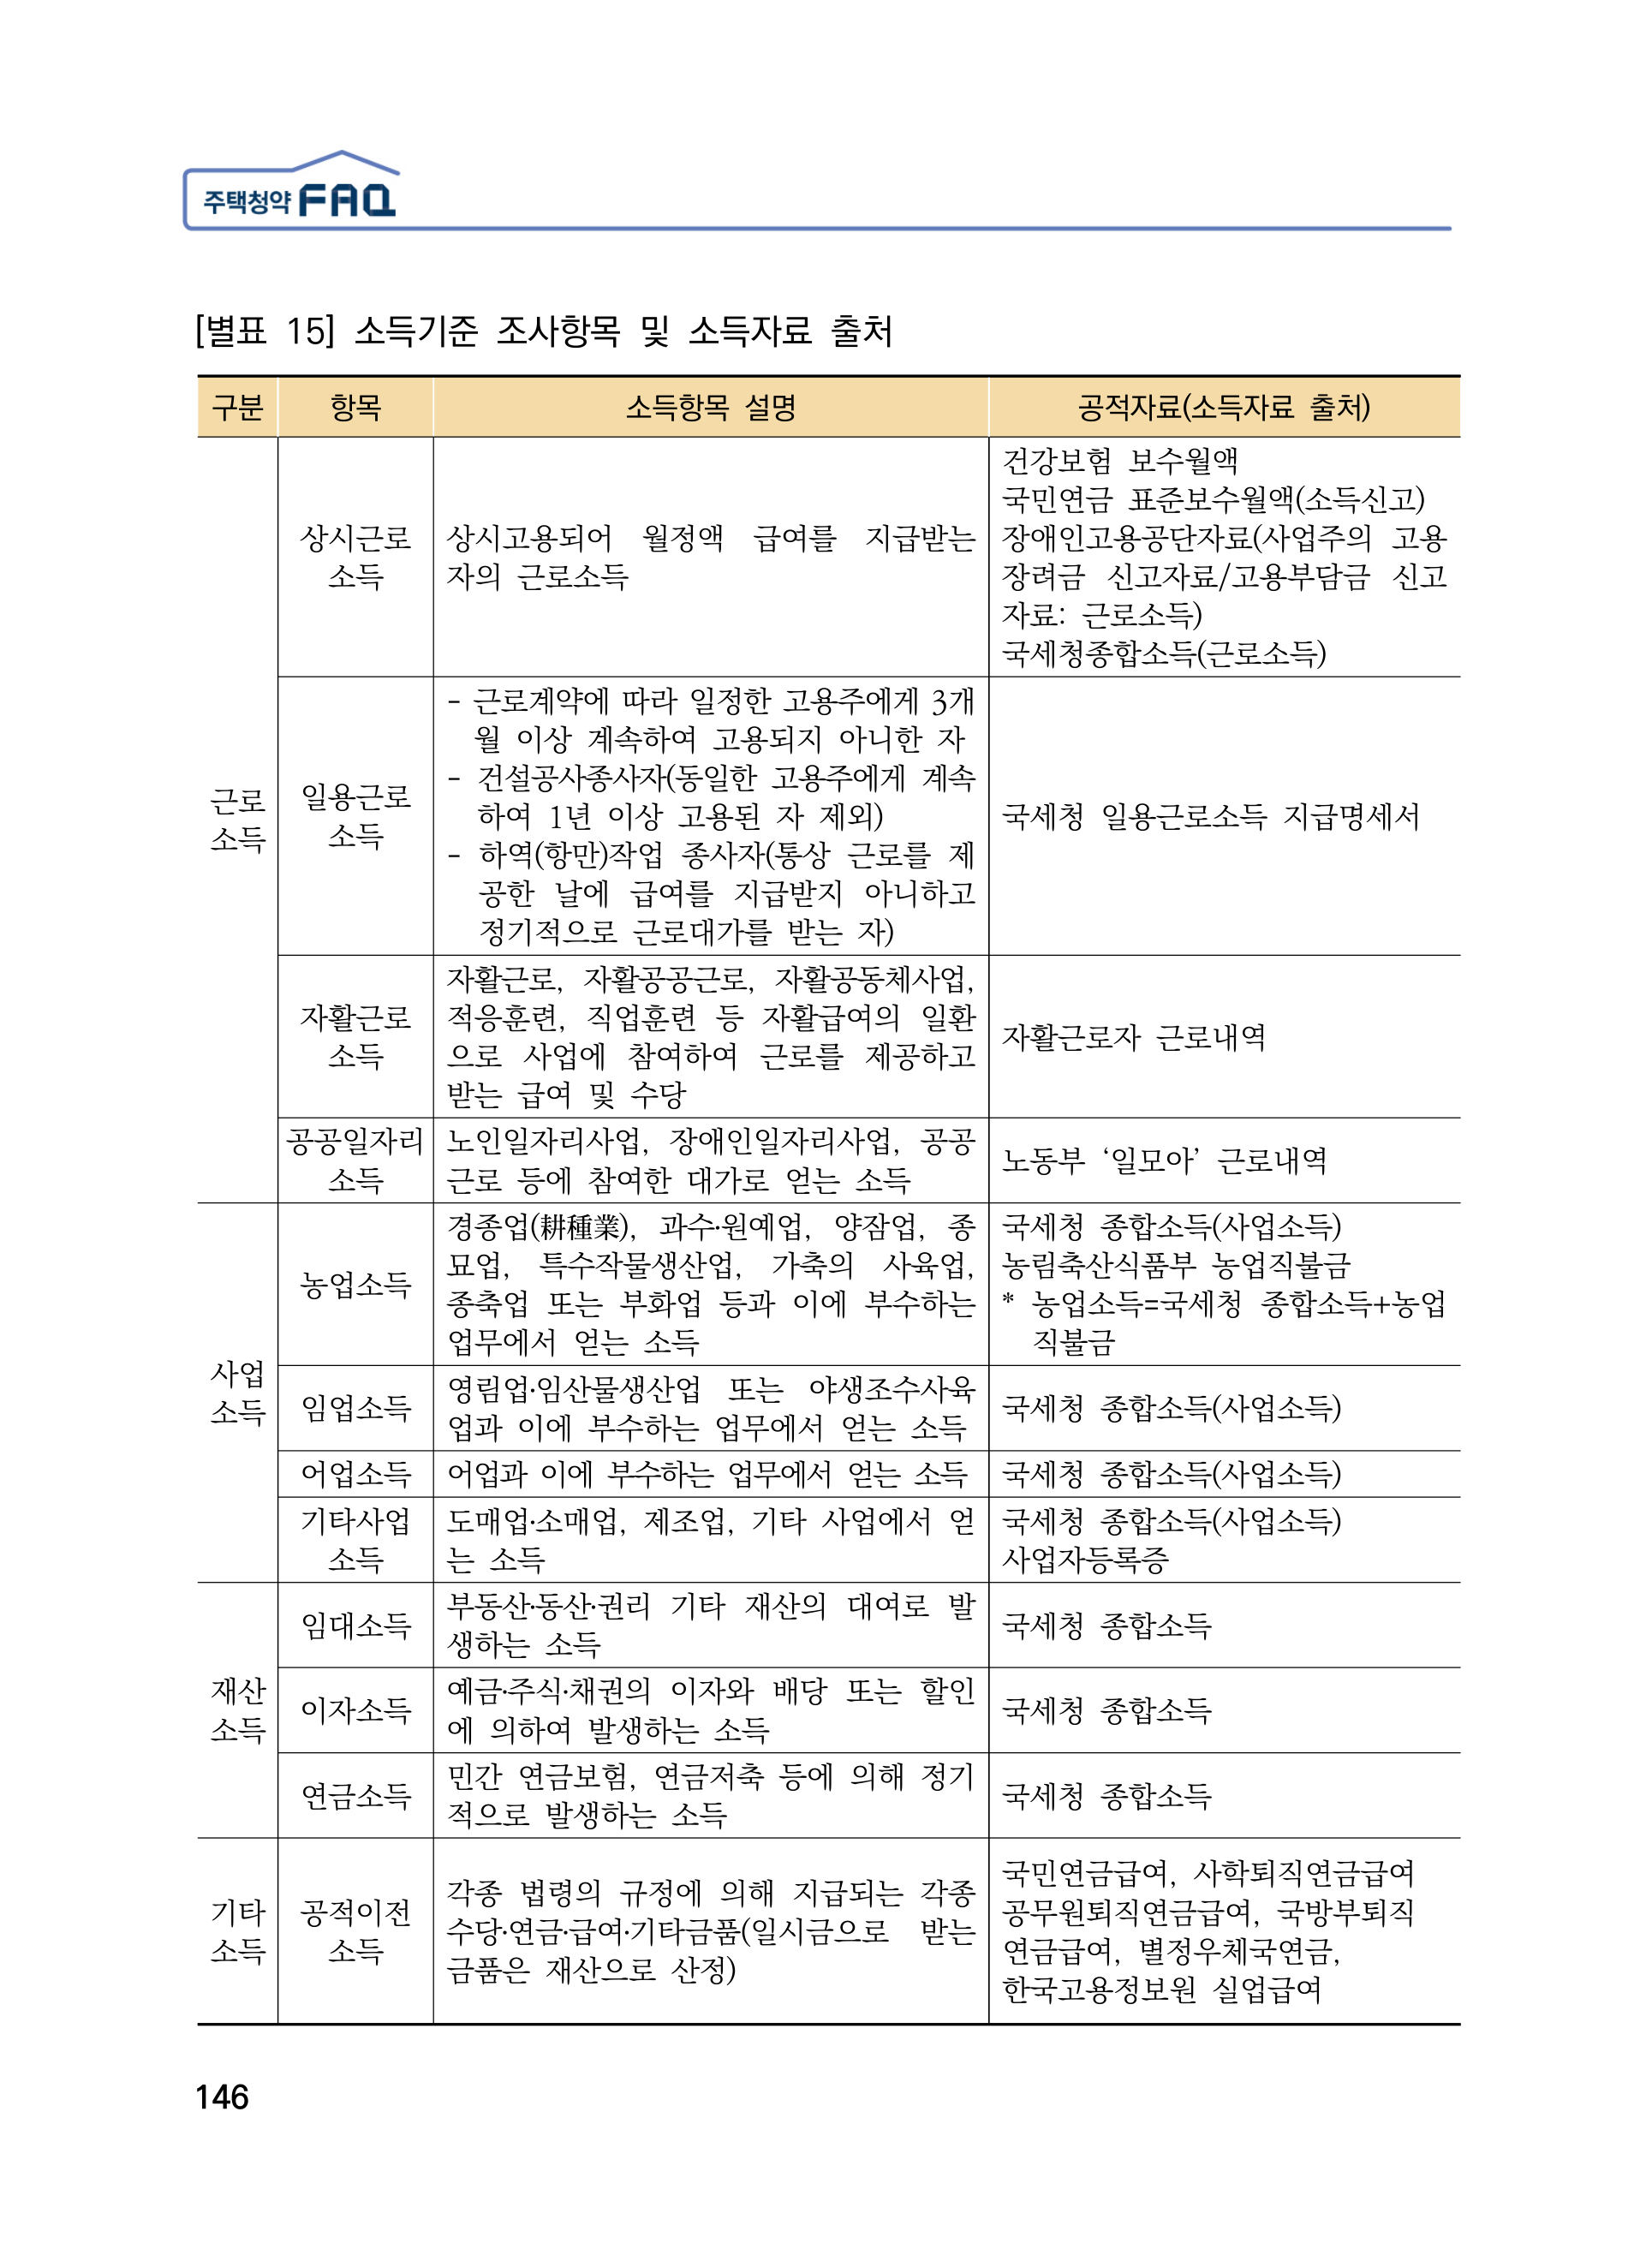 주택청약 FAQ
[별표 15] 소득기준 조사항목 및 소득자료 출처
구분 항목 소득항목 설명 공적자료(소득자료 출처)
근로
소득
상시근로
소득
상시고용되어 월정액 급여를 지급받는
자의 근로소득
건강보험 보수월액
국민연금 표준보수월액(소득신고)
장애인고용공단자료(사업주의 고용
장려금 신고자료/고용부담금 신고
자료: 근로소득)
국세청종합소득(근로소득)
일용근로
소득
- 근로계약에 따라 일정한 고용주에게 3개
월 이상 계속하여 고용되지 아니한 자
- 건설공사종사자(동일한 고용주에게 계속
하여 1년 이상 고용된 자 제외)
- 하역(항만)작업 종사자(통상 근로를 제
공한 날에 급여를 지급받지 아니하고
정기적으로 근로대가를 받는 자)
국세청 일용근로소득 지급명세서
자활근로
소득
자활근로, 자활공공근로, 자활공동체사업,
적응훈련, 직업훈련 등 자활급여의 일환
으로 사업에 참여하여 근로를 제공하고
받는 급여 및 수당
자활근로자 근로내역
공공일자리
소득
노인일자리사업, 장애인일자리사업, 공공
근로 등에 참여한 대가로 얻는 소득
노동부 ‘일모아’ 근로내역
사업
소득
농업소득
경종업(耕種業), 과수·원예업, 양잠업, 종
묘업, 특수작물생산업, 가축의 사육업,
종축업 또는 부화업 등과 이에 부수하는
업무에서 얻는 소득
국세청 종합소득(사업소득)
농림축산식품부 농업직불금
* 농업소득=국세청 종합소득+농업
직불금
임업소득
영림업·임산물생산업 또는 야생조수사육
업과 이에 부수하는 업무에서 얻는 소득
국세청 종합소득(사업소득)
어업소득
어업과 이에 부수하는 업무에서 얻는 소득
국세청 종합소득(사업소득)
기타사업
소득
도매업·소매업, 제조업, 기타 사업에서 얻
는 소득
국세청 종합소득(사업소득)
사업자등록증
재산
소득
임대소득
부동산·동산·권리 기타 재산의 대여로 발
생하는 소득
국세청 종합소득
이자소득
예금·주식·채권의 이자와 배당 또는 할인
에 의하여 발생하는 소득
국세청 종합소득
연금소득
민간 연금보험, 연금저축 등에 의해 정기
적으로 발생하는 소득
국세청 종합소득
기타
소득
공적이전
소득
각종 법령의 규정에 의해 지급되는 각종
수당·연금·급여·기타금품(일시금으로 받는
금품은 재산으로 산정)
국민연금급여, 사학퇴직연금급여
공무원퇴직연금급여, 국방부퇴직
연금급여, 별정우체국연금,
한국고용정보원 실업급여
146